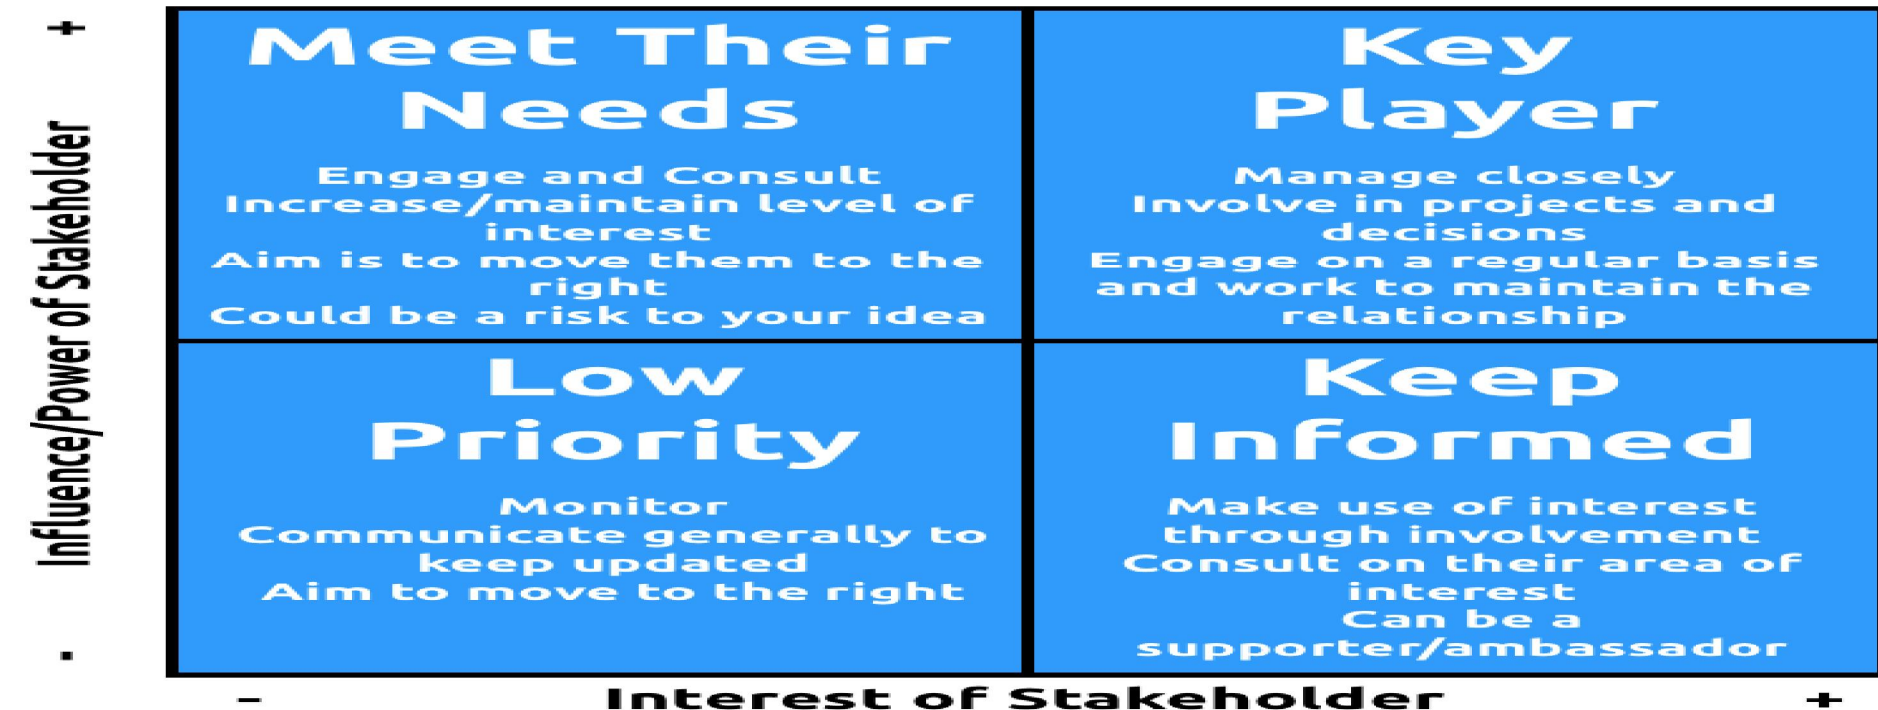 +
Influence/Power of Stakeholder
-
Meet Their
Needs
Engage and Consult
Increase/maintain level of
interest
Aim is to move them to the
right
Could be a risk to your idea
Key
Player
Manage closely
Involve in projects and
decisions
Engage on a regular basis
and work to maintain the
relationship
Low
Priority
Monitor
Communicate generally to
keep updated
Aim to move to the right
Keep
Informed
Make use of interest
through involvement
Consult on their area of
interest
Can be a
supporter/ambassador
- Interest of Stakeholder +